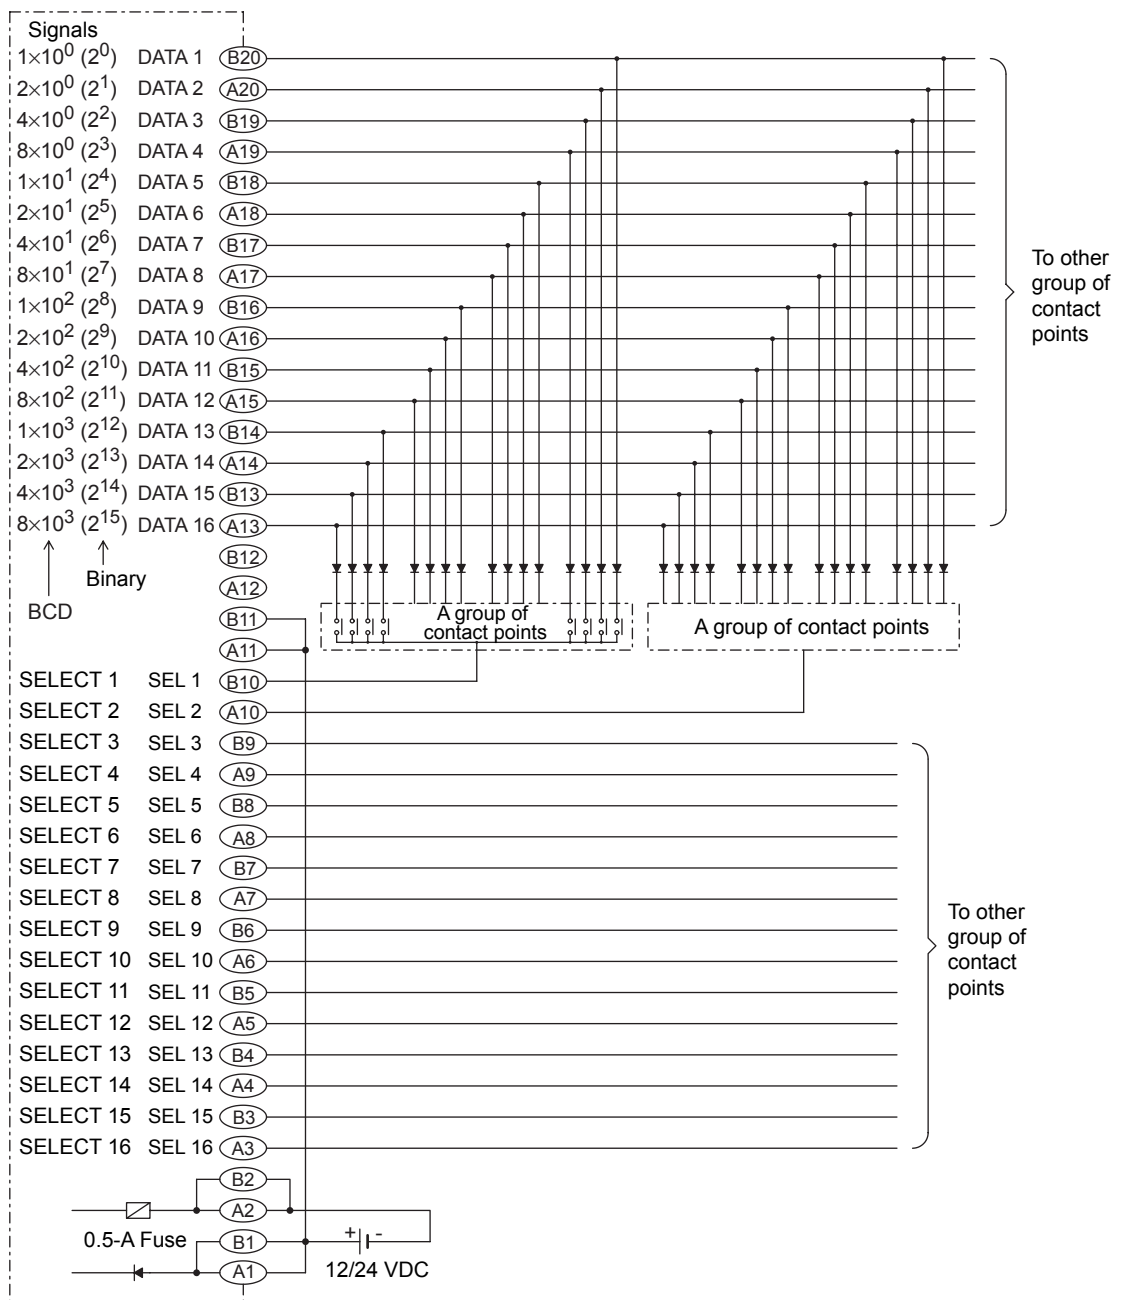 Signals
1×10⁰ (2⁰) DATA 1 B20
2×10⁰ (2¹) DATA 2 A20
4×10⁰ (2²) DATA 3 B19
8×10⁰ (2³) DATA 4 A19
1×10¹ (2⁴) DATA 5 B18
2×10¹ (2⁵) DATA 6 A18
4×10¹ (2⁶) DATA 7 B17
8×10¹ (2⁷) DATA 8 A17
1×10² (2⁸) DATA 9 B16
2×10² (2⁹) DATA 10 A16
4×10² (2¹⁰) DATA 11 B15
8×10² (2¹¹) DATA 12 A15
1×10³ (2¹²) DATA 13 B14
2×10³ (2¹³) DATA 14 A14
4×10³ (2¹⁴) DATA 15 B13
8×10³ (2¹⁵) DATA 16 A13
To other
group of
contact
points
B12
Binary
A12
BCD
B11
A group of
contact points
A group of contact points
A11
SELECT 1 SEL 1 B10
SELECT 2 SEL 2 A10
SELECT 3 SEL 3 B9
SELECT 4 SEL 4 A9
SELECT 5 SEL 5 B8
SELECT 6 SEL 6 A8
SELECT 7 SEL 7 B7
SELECT 8 SEL 8 A7
SELECT 9 SEL 9 B6
SELECT 10 SEL 10 A6
SELECT 11 SEL 11 B5
SELECT 12 SEL 12 A5
SELECT 13 SEL 13 B4
SELECT 14 SEL 14 A4
SELECT 15 SEL 15 B3
SELECT 16 SEL 16 A3
To other
group of
contact
points
B2
A2
0.5-A Fuse B1 + -
A1 12/24 VDC